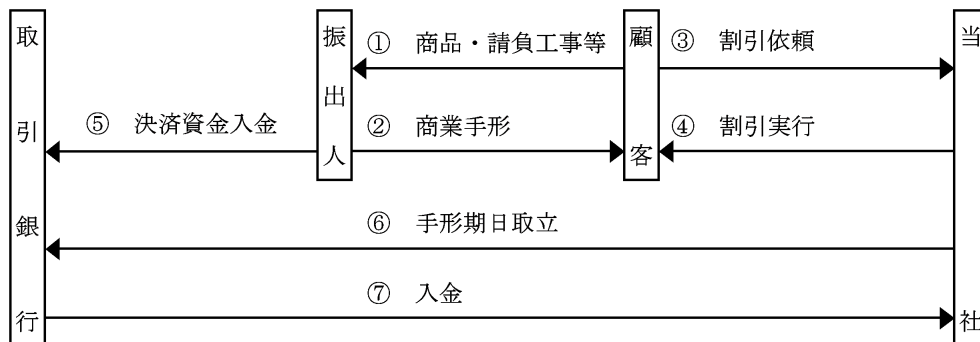 取引銀行
振出人
顧客
当社
① 商品・請負工事等
③ 割引依頼
⑤ 決済資金入金
② 商業手形
④ 割引実行
⑥ 手形期日取立
⑦ 入金